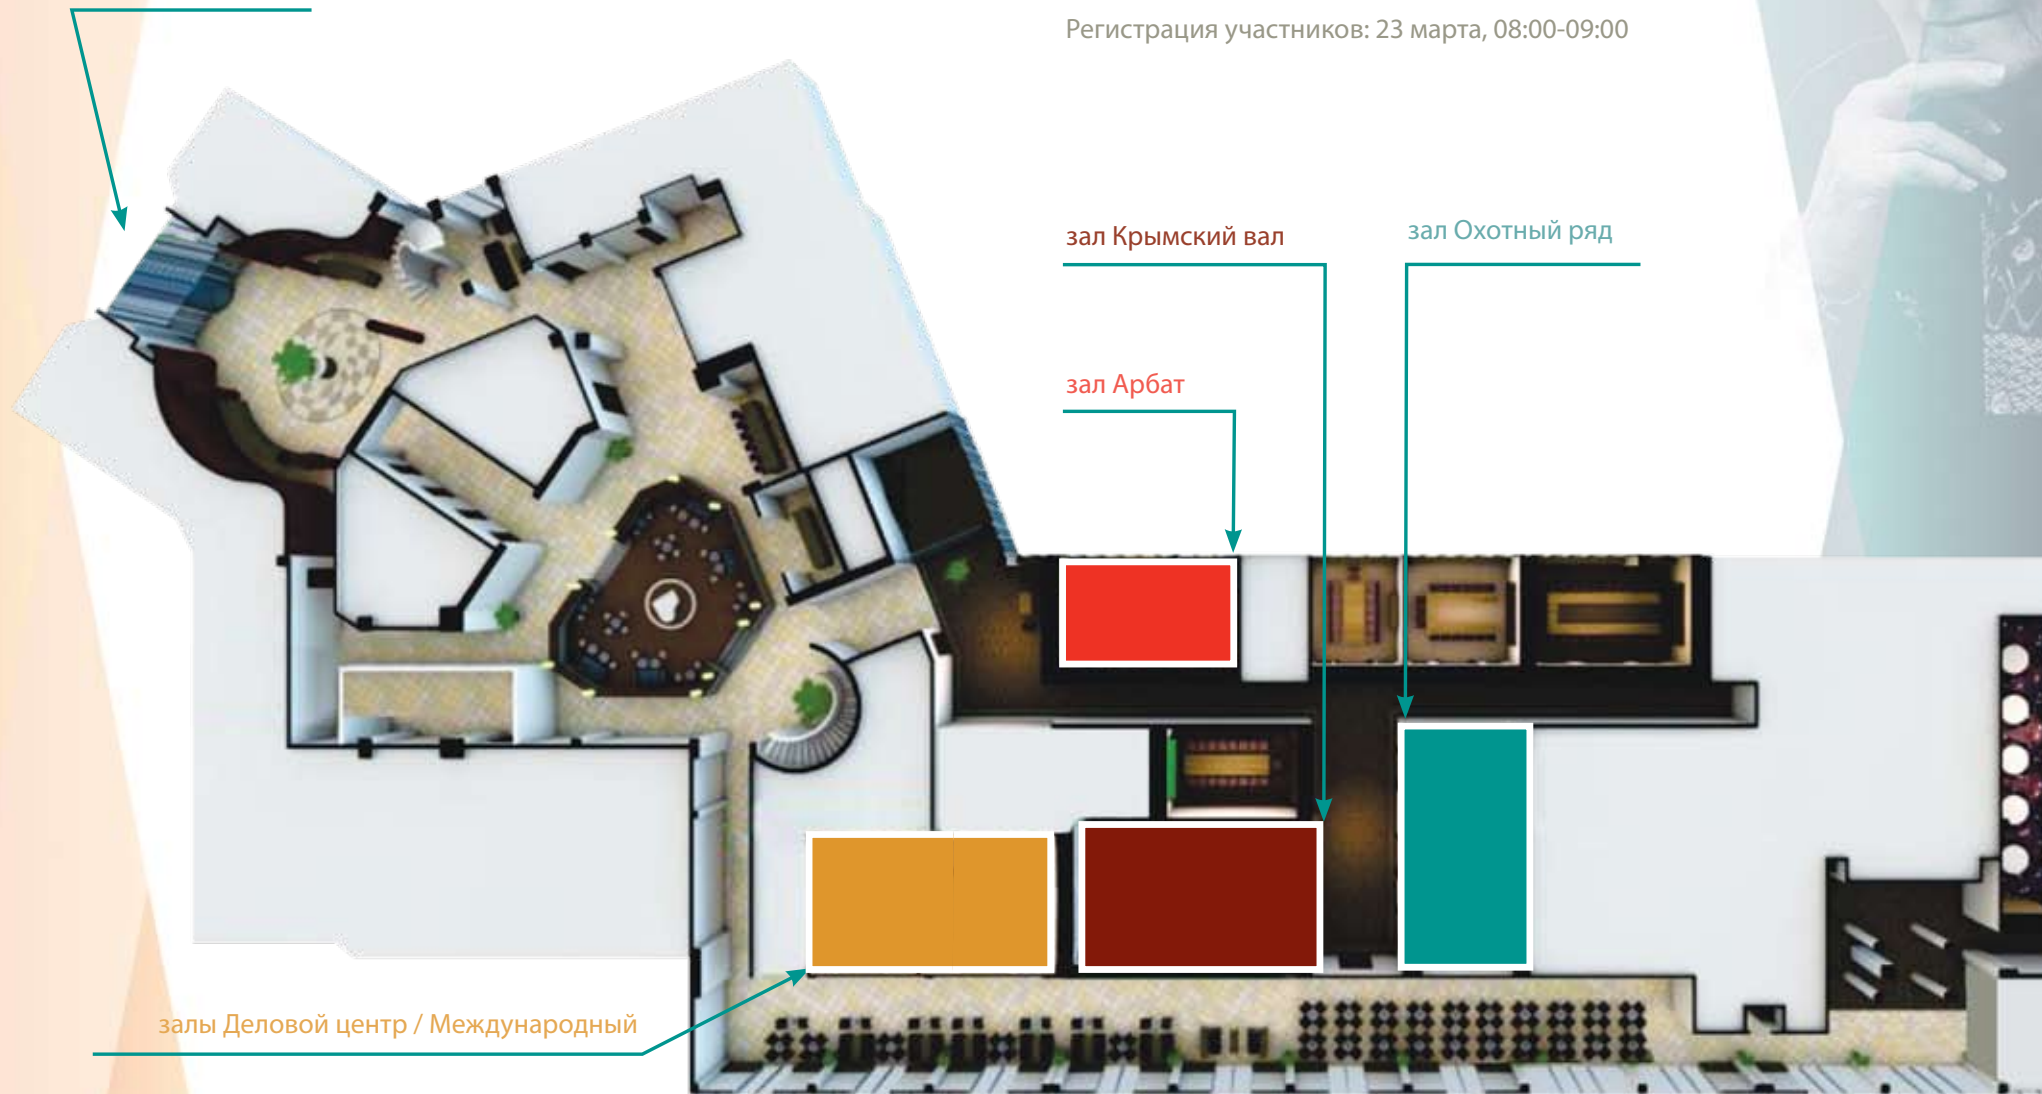 Регистрация участников: 23 марта, 08:00-09:00
зал Крымский вал
зал Охотный ряд
зал Арбат
залы Деловой центр / Международный